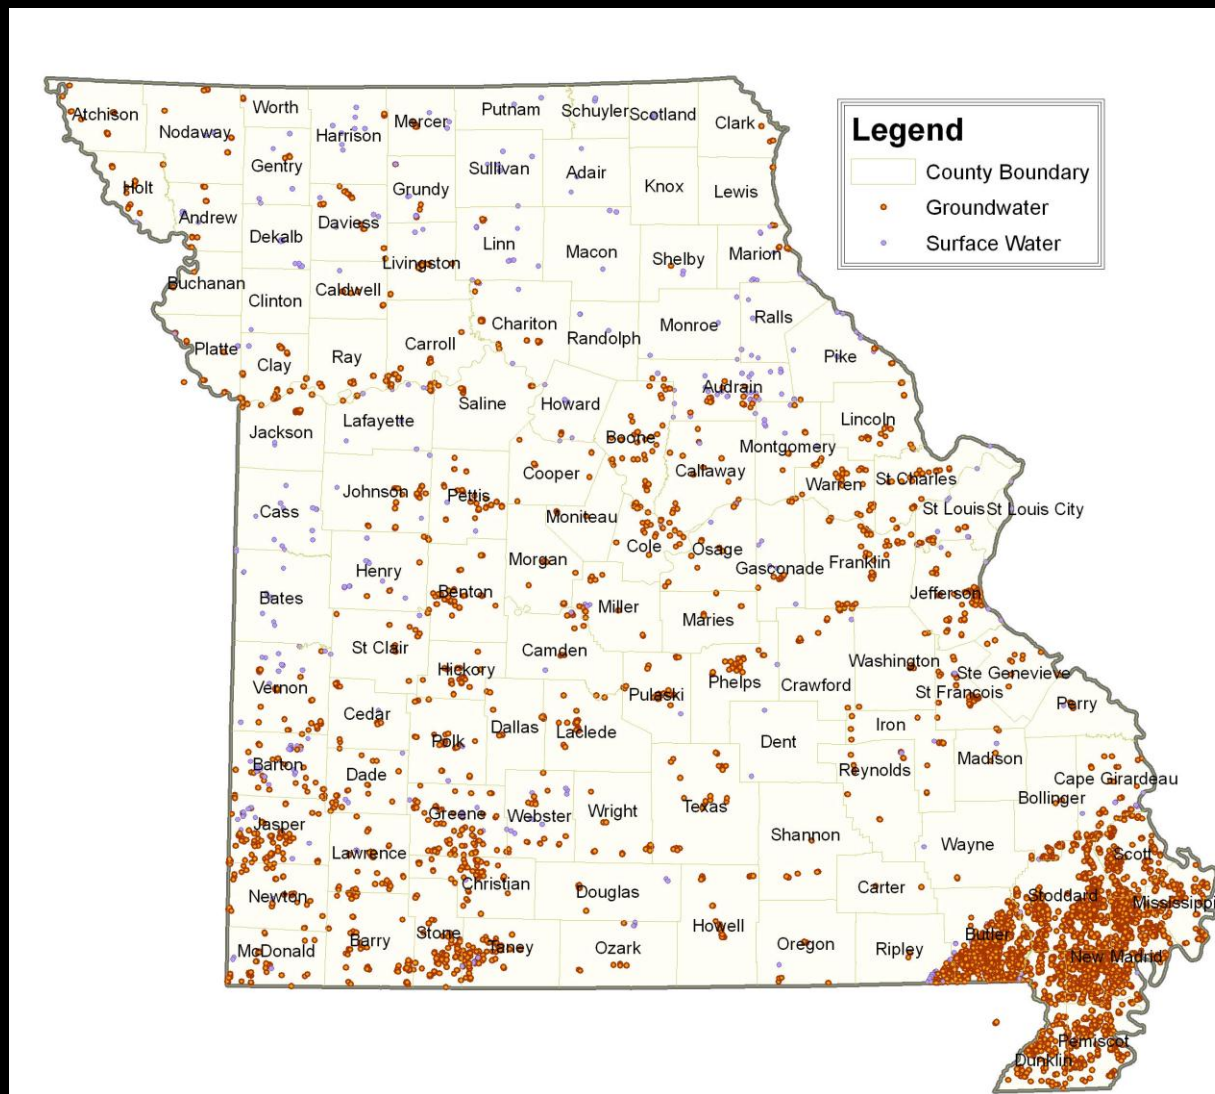 Legend
County Boundary
Groundwater
Surface Water
Atchison
Nodaway
Worth
Harrison
Mercer
Putnam
Schuyler
Scotland
Clark
Gentry
Holt
Andrew
Dekalb
Daviess
Grundy
Sullivan
Adair
Knox
Lewis
Linn
Macon
Shelby
Marion
Livingston
Buchanan
Clinton
Caldwell
Chariton
Randolph
Monroe
Ralls
Pike
Platte
Clay
Ray
Carroll
Audrain
Saline
Howard
Lafayette
Jackson
Boone
Lincoln
Montgomery
Callaway
Cooper
Warren
St Charles
Johnson
Pettis
Cass
Moniteau
St Louis
St Louis City
Cole
Osage
Morgan
Gasconade
Franklin
Henry
Benton
Bates
Miller
Maries
Jefferson
St Clair
Camden
Hickory
Washington
Ste Genevieve
Vernon
Pulaski
Phelps
Crawford
St Francois
Perry
Cedar
Polk
Dallas
Laclede
Iron
Dent
Barton
Dade
Reynolds
Madison
Cape Girardeau
Bollinger
Jasper
Greene
Webster
Wright
Texas
Shannon
Wayne
Lawrence
Scott
Christian
Newton
Douglas
Carter
Stoddard
Mississippi
McDonald
Barry
Stone
Taney
Ozark
Howell
Oregon
Ripley
Butler
New Madrid
Pemiscot
Dunklin